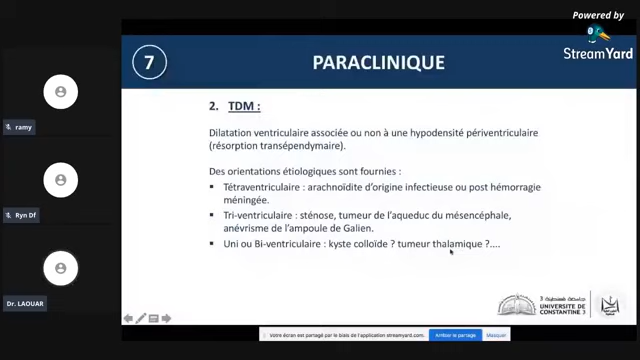 Powered by
StreamYard
7
PARACLINIQUE
2. TDM :
Dilatation ventriculaire associée ou non à une hypodensité périventriculaire
(résorption transépendymaire).
Des orientations étiologiques sont fournies :
▪ Tétraventriculaire : arachnoïdite d'origine infectieuse ou post hémorragie
méningée.
▪ Tri-ventriculaire : sténose, tumeur de l'aqueduc du mésencéphale,
anévrisme de l'ampoule de Galien.
▪ Uni ou Bi-ventriculaire : kyste colloïde ? tumeur thalamique ?....
ramy
Ryn Df
Dr. LAOUAR
UNIVERSITE DE
CONSTANTINE 3
Votre écran est partagé par le biais de l'application streamyard.com.
Arrêter le partage
Masquer